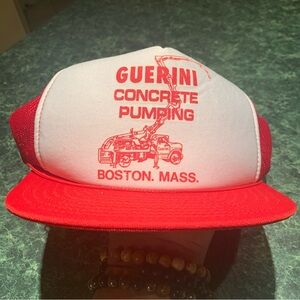 GUERINI
CONCRETE
PUMPING
BOSTON. MASS.